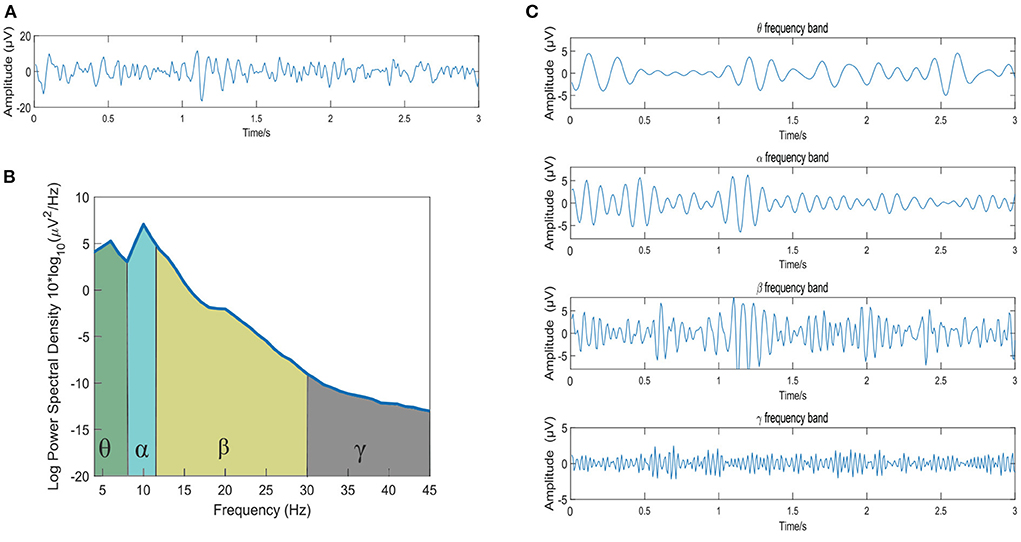 A
Amplitude (μV)
20
0
-20
0 0.5 1 1.5 2 2.5 3
Time/s
B
Log Power Spectral Density 10*log10(μV2/Hz)
10
5
0
-5
-10
-15
-20
θ α β γ
5 10 15 20 25 30 35 40 45
Frequency (Hz)
C
θ frequency band
Amplitude (μV)
5
0
-5
0 0.5 1 1.5 2 2.5 3
Time/s
α frequency band
Amplitude (μV)
5
0
-5
0 0.5 1 1.5 2 2.5 3
Time/s
β frequency band
Amplitude (μV)
5
0
-5
0 0.5 1 1.5 2 2.5 3
Time/s
γ frequency band
Amplitude (μV)
5
0
-5
0 0.5 1 1.5 2 2.5 3
Time/s